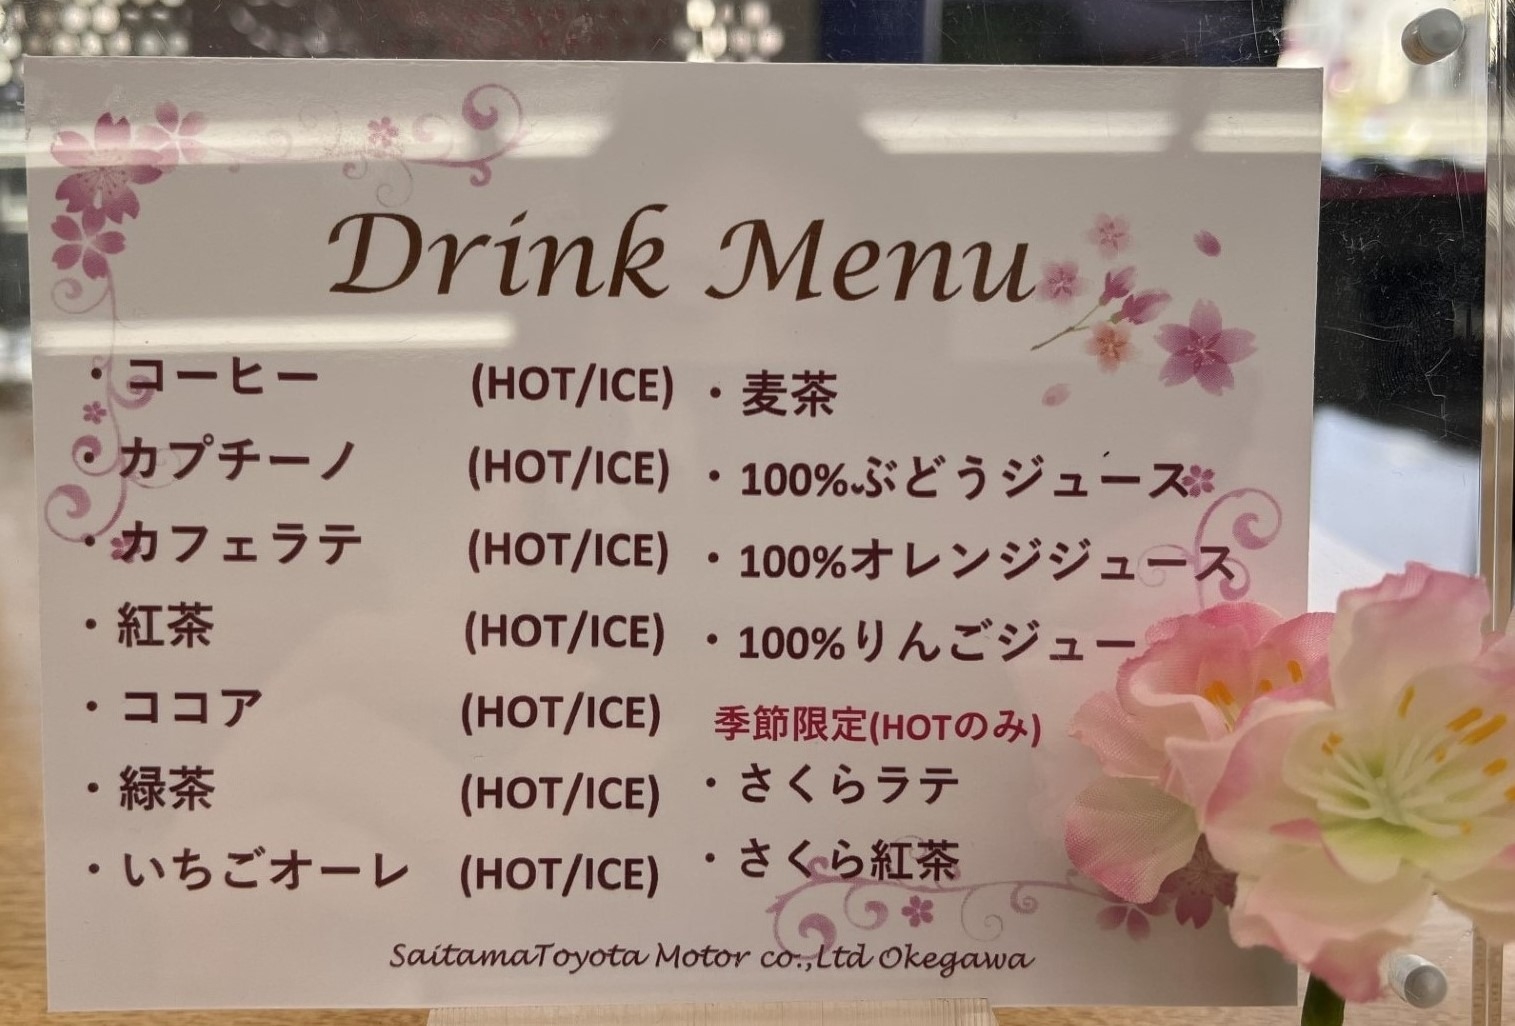 Drink Menu
・コーヒー (HOT/ICE)
・カプチーノ (HOT/ICE)
・カフェラテ (HOT/ICE)
・紅茶 (HOT/ICE)
・ココア (HOT/ICE)
・緑茶 (HOT/ICE)
・いちごオーレ (HOT/ICE)
・麦茶
・100%ぶどうジュース
・100%オレンジジュース
・100%りんごジュー
季節限定(HOTのみ)
・さくらラテ
・さくら紅茶
SaitamaToyota Motor co.,Ltd Okegawa